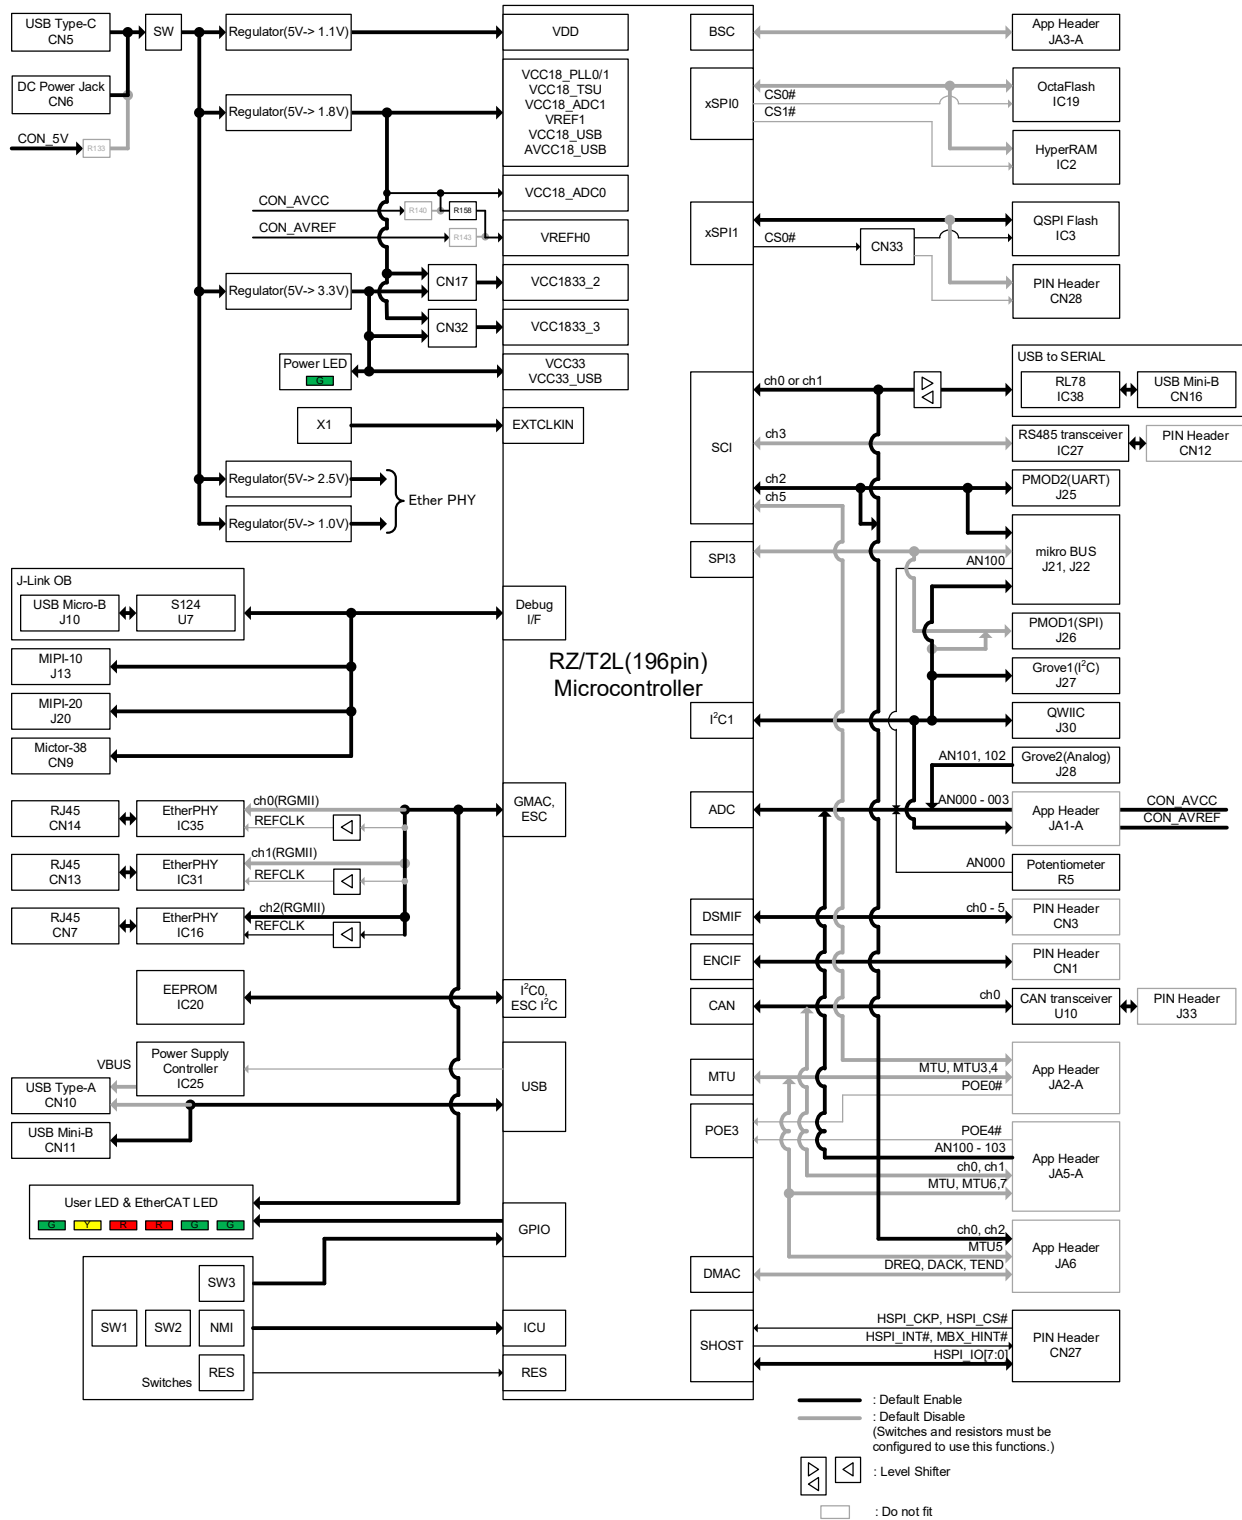 USB Type-C
CN5
SW
DC Power Jack
CN6
CON_5V
R133
Regulator(5V-> 1.1V)
VDD
Regulator(5V-> 1.8V)
VCC18_PLL0/1
VCC18_TSU
VCC18_ADC1
VREF1
VCC18_USB
AVCC18_USB
VCC18_ADC0
CON_AVCC
R140
R158
CON_AVREF
R143
VREFH0
Regulator(5V-> 3.3V)
CN17
VCC1833_2
CN32
VCC1833_3
Power LED
G
VCC33
VCC33_USB
X1
EXTCLKIN
Regulator(5V-> 2.5V)
Regulator(5V-> 1.0V)
Ether PHY
J-Link OB
USB Micro-B
J10
S124
U7
Debug
I/F
MIPI-10
J13
MIPI-20
J20
Mictor-38
CN9
RZ/T2L(196pin)
Microcontroller
RJ45
CN14
EtherPHY
IC35
ch0(RGMII)
REFCLK
GMAC,
ESC
RJ45
CN13
EtherPHY
IC31
ch1(RGMII)
REFCLK
RJ45
CN7
EtherPHY
IC16
ch2(RGMII)
REFCLK
EEPROM
IC20
I²C0,
ESC I²C
VBUS
Power Supply
Controller
IC25
USB Type-A
CN10
USB
USB Mini-B
CN11
User LED & EtherCAT LED
G Y R R G G
GPIO
SW3
SW1
SW2
NMI
ICU
RES
Switches
RES
BSC
App Header
JA3-A
xSPI0
CS0#
CS1#
OctaFlash
IC19
HyperRAM
IC2
xSPI1
CS0#
CN33
QSPI Flash
IC3
PIN Header
CN28
SCI
ch0 or ch1
USB to SERIAL
RL78
IC38
USB Mini-B
CN16
ch3
RS485 transceiver
IC27
PIN Header
CN12
ch2
ch5
PMOD2(UART)
J25
SPI3
AN100
mikro BUS
J21, J22
PMOD1(SPI)
J26
Grove1(I²C)
J27
I²C1
QWIIC
J30
AN101, 102
Grove2(Analog)
J28
ADC
AN000 - 003
App Header
JA1-A
CON_AVCC
CON_AVREF
AN000
Potentiometer
R5
DSMIF
ch0 - 5
PIN Header
CN3
ENCIF
PIN Header
CN1
CAN
ch0
CAN transceiver
U10
PIN Header
J33
MTU
MTU, MTU3,4
POE0#
App Header
JA2-A
POE3
POE4#
AN100 - 103
ch0, ch1
MTU, MTU6,7
App Header
JA5-A
ch0, ch2
MTU5
DREQ, DACK, TEND
App Header
JA6
DMAC
SHOST
HSPI_CKP, HSPI_CS#
HSPI_INT#, MBX_HINT#
HSPI_IO[7:0]
PIN Header
CN27
: Default Enable
: Default Disable
(Switches and resistors must be
configured to use this functions.)
: Level Shifter
: Do not fit